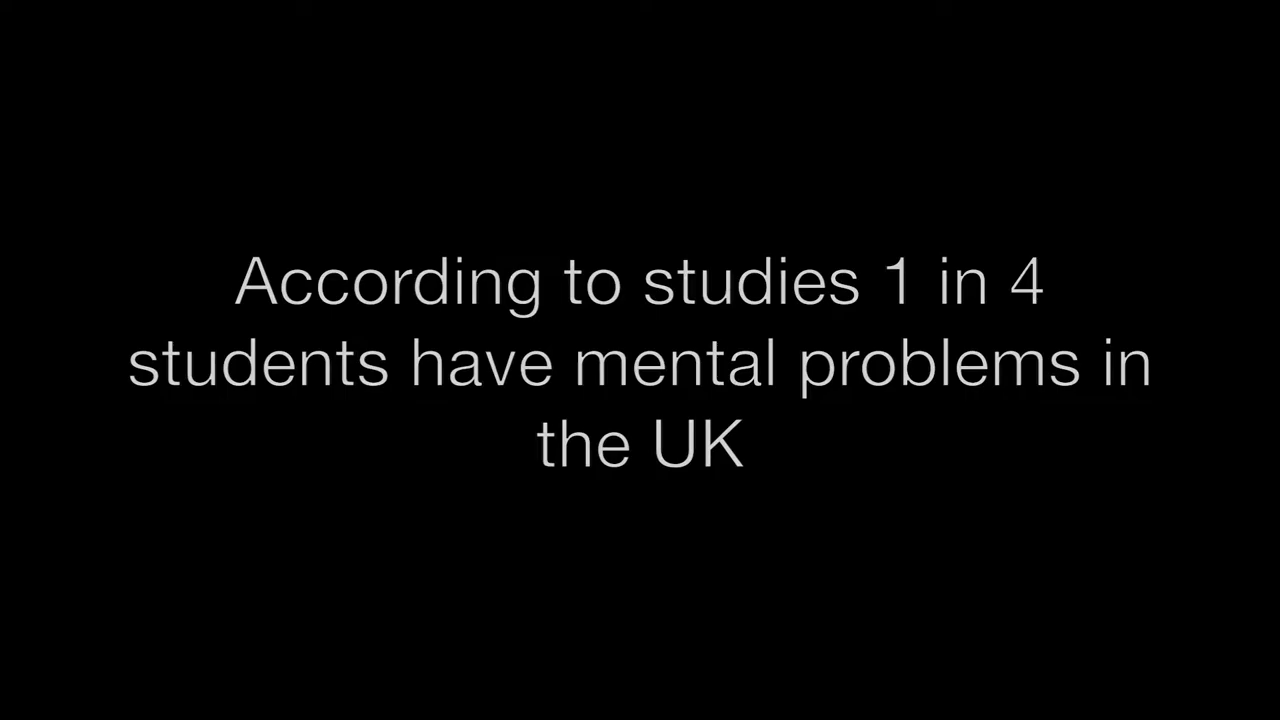 According to studies 1 in 4
students have mental problems in
the UK